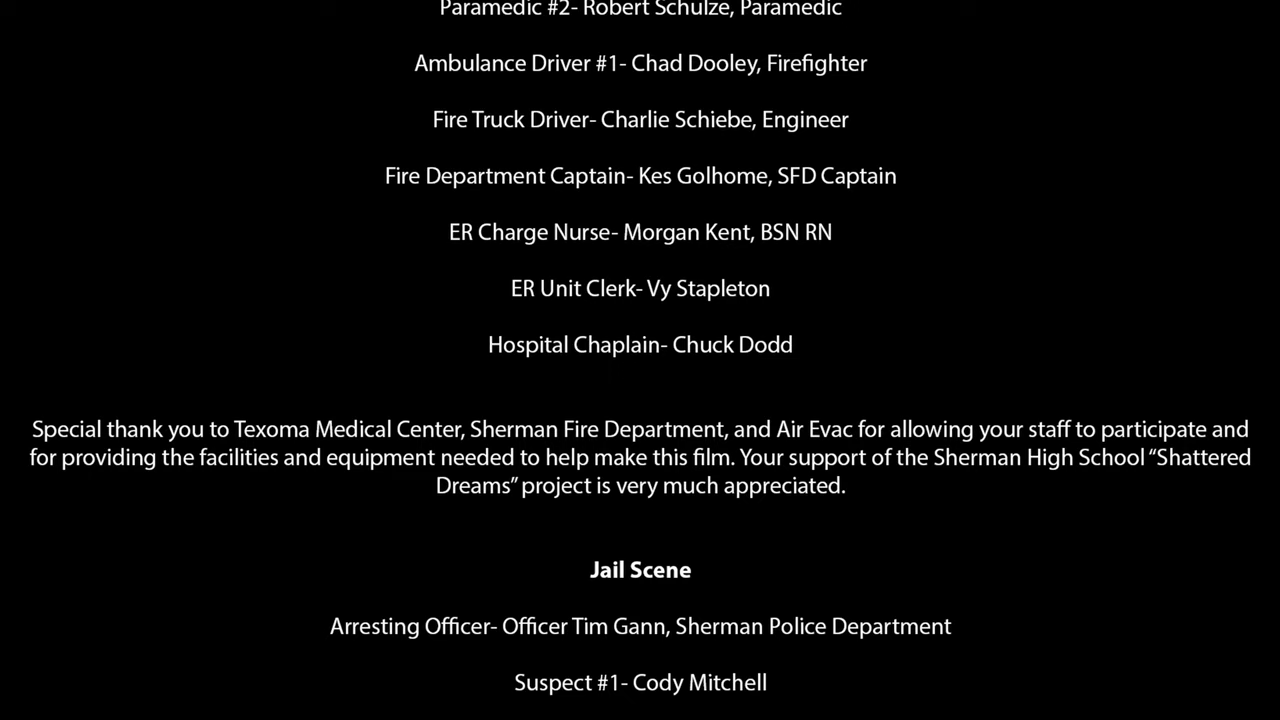 Paramedic #2- Robert Schulze, Paramedic
Ambulance Driver #1- Chad Dooley, Firefighter
Fire Truck Driver- Charlie Schiebe, Engineer
Fire Department Captain- Kes Golhome, SFD Captain
ER Charge Nurse- Morgan Kent, BSN RN
ER Unit Clerk- Vy Stapleton
Hospital Chaplain- Chuck Dodd
Special thank you to Texoma Medical Center, Sherman Fire Department, and Air Evac for allowing your staff to participate and
for providing the facilities and equipment needed to help make this film. Your support of the Sherman High School “Shattered
Dreams” project is very much appreciated.
Jail Scene
Arresting Officer- Officer Tim Gann, Sherman Police Department
Suspect #1- Cody Mitchell